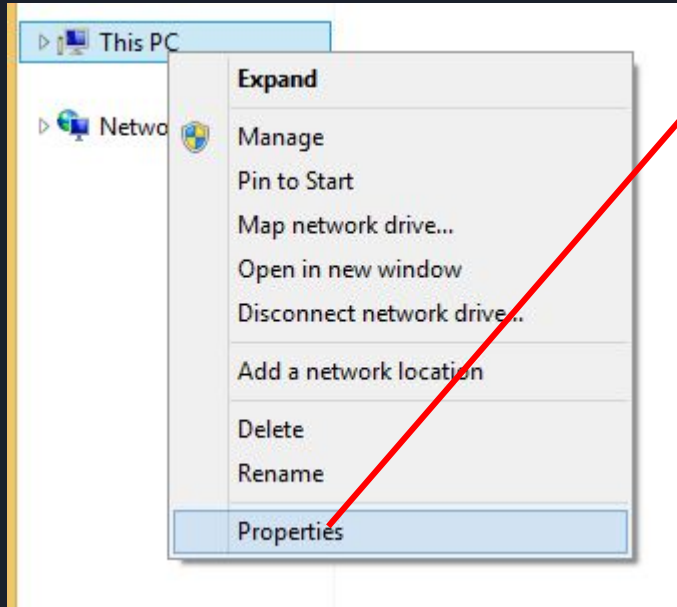 This PC
Expand
Netwo
Manage
Pin to Start
Map network drive...
Open in new window
Disconnect network drive...
Add a network location
Delete
Rename
Properties